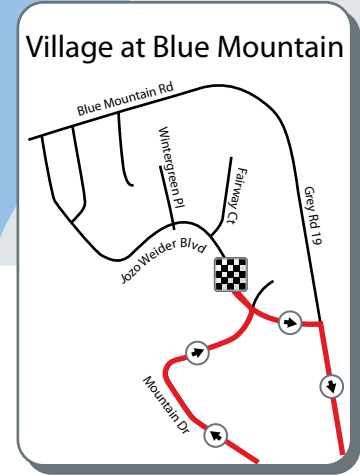 Village at Blue Mountain
Blue Mountain Rd
Wintergreen Pl
Fairway Ct
Grey Rd 19
Jozo Weider Blvd
Mountain Dr